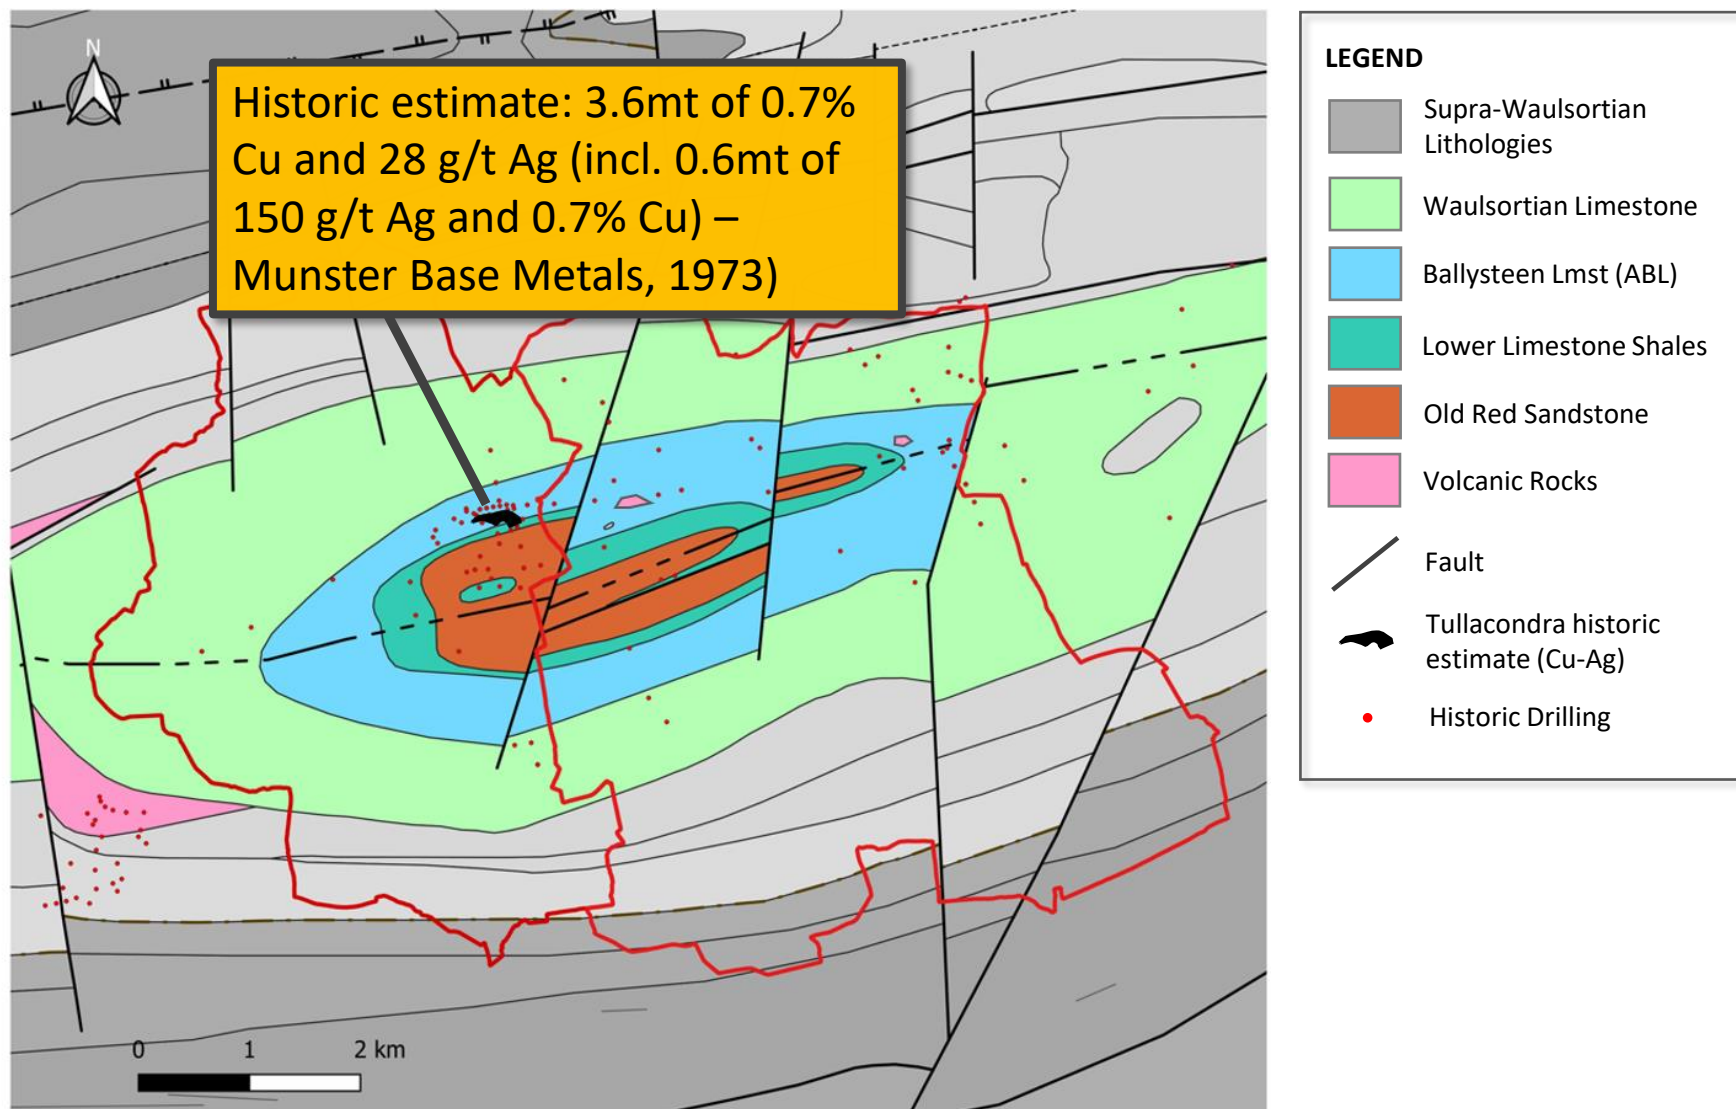 N
Historic estimate: 3.6mt of 0.7%
Cu and 28 g/t Ag (incl. 0.6mt of
150 g/t Ag and 0.7% Cu) –
Munster Base Metals, 1973)
0 1 2 km
LEGEND
Supra-Waulsortian
Lithologies
Waulsortian Limestone
Ballysteen Lmst (ABL)
Lower Limestone Shales
Old Red Sandstone
Volcanic Rocks
Fault
Tullacondra historic
estimate (Cu-Ag)
Historic Drilling